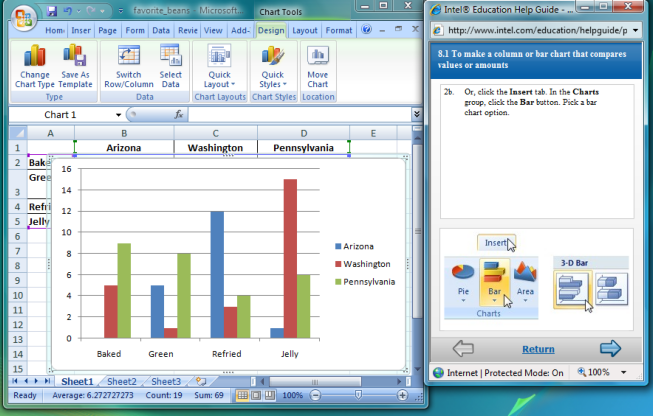 favorite_beans - Microsoft...
Chart Tools
Hom Inser Page Form Data Revie View Add- Design Layout Format
Change Chart Type
Save As Template
Switch Row/Column
Select Data
Quick Layout
Quick Styles
Move Chart
Type Data Chart Layouts Chart Styles Location
Chart 1 fx
A B C D E
1 Arizona Washington Pennsylvania
2 Bak
3 Gree
4 Refri
5 Jelly
6
7
8
9
10
11
12
13
14
15
16
14
12
10
8
6
4
2
0
Baked Green Refried Jelly
Arizona
Washington
Pennsylvania
Sheet1 Sheet2 Sheet3
Ready Average: 6.272727273 Count: 19 Sum: 69 100%
Intel® Education Help Guide - ...
http://www.intel.com/education/helpguide/p
8.1 To make a column or bar chart that compares
values or amounts
2b. Or, click the Insert tab. In the Charts
group, click the Bar button. Pick a bar
chart option.
Insert
Pie Bar Area
Charts
3-D Bar
Return
Internet | Protected Mode: On 100%